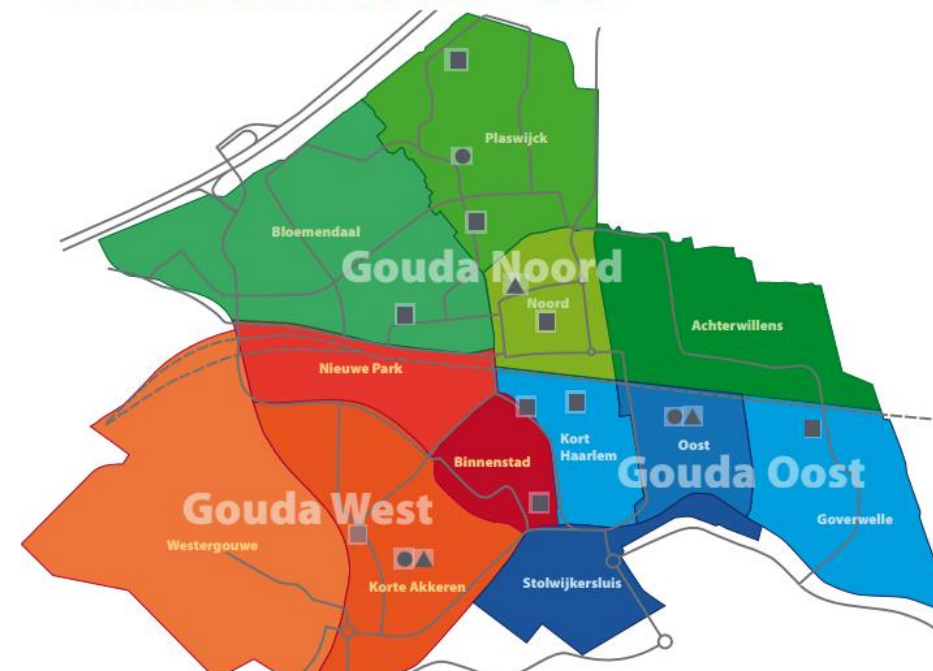 Plaswijck
Bloemendaal
Gouda Noord
Noord
Achterwillens
Nieuwe Park
Kort
Haarlem
Oost
Binnenstad
Gouda Oost
Gouda West
Goverwelle
Westergouwe
Korte Akkeren
Stolwijkersluis